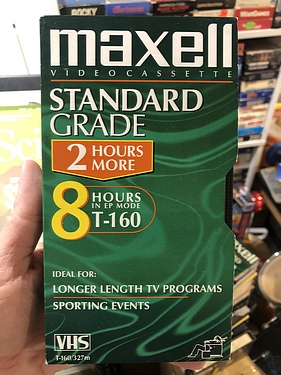 ROCKY
maxell
VIDEOCASSETTE
STANDARD
GRADE
2 HOURS
MORE
8 HOURS
IN EP MODE
T-160
IDEAL FOR:
LONGER LENGTH TV PROGRAMS
SPORTING EVENTS
VHS
T-160/327m